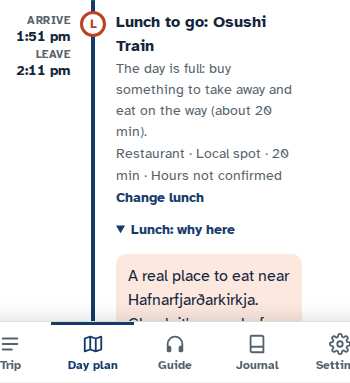 ARRIVE
1:51 pm
LEAVE
2:11 pm
L
Lunch to go: Osushi
Train
The day is full: buy
something to take away and
eat on the way (about 20
min).
Restaurant · Local spot · 20
min · Hours not confirmed
Change lunch
▼ Lunch: why here
A real place to eat near
Hafnarfjarðarkirkja.
Trip
Day plan
Guide
Journal
Settin